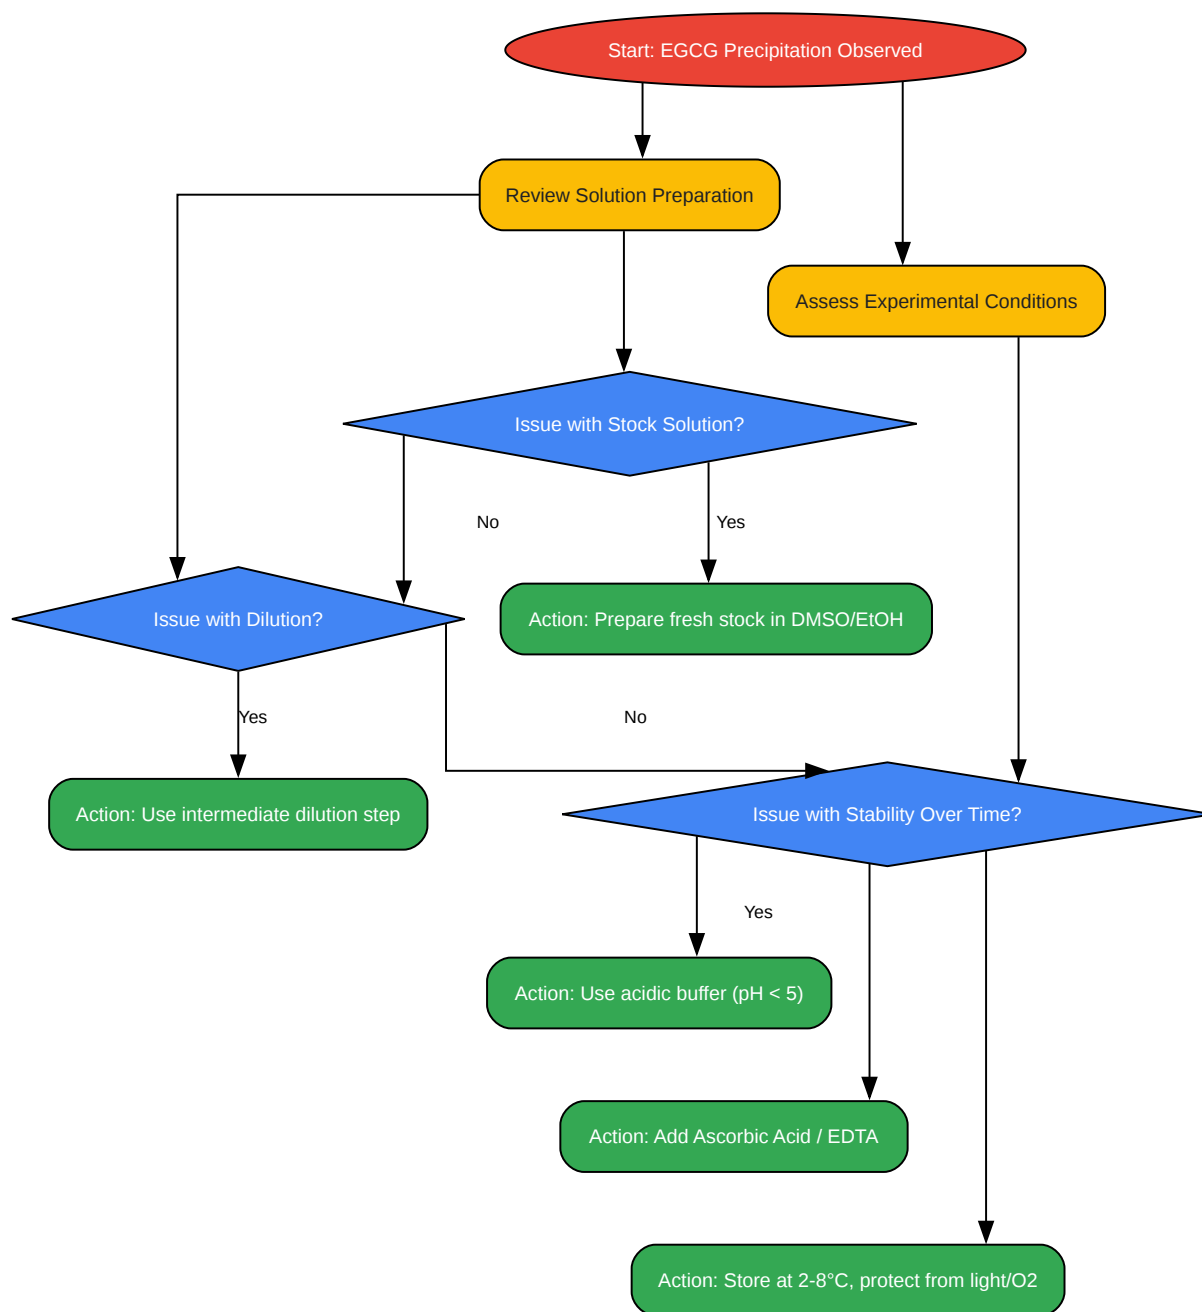 Start: EGCG Precipitation Observed
Review Solution Preparation
Assess Experimental Conditions
Issue with Stock Solution?
No
Yes
Action: Prepare fresh stock in DMSO/EtOH
Issue with Dilution?
Yes
No
Action: Use intermediate dilution step
Issue with Stability Over Time?
Yes
Action: Use acidic buffer (pH < 5)
Action: Add Ascorbic Acid / EDTA
Action: Store at 2-8°C, protect from light/O2